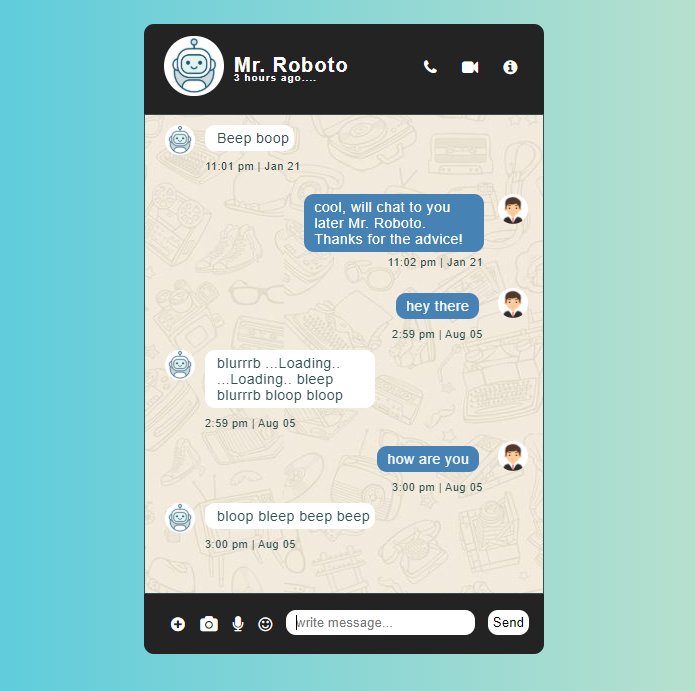 Mr. Roboto
3 hours ago....
Beep boop
11:01 pm | Jan 21
cool, will chat to you
later Mr. Roboto.
Thanks for the advice!
11:02 pm | Jan 21
hey there
2:59 pm | Aug 05
blurrrb ...Loading..
...Loading.. bleep
blurrrb bloop bloop
2:59 pm | Aug 05
how are you
3:00 pm | Aug 05
bloop bleep beep beep
3:00 pm | Aug 05
write message... Send